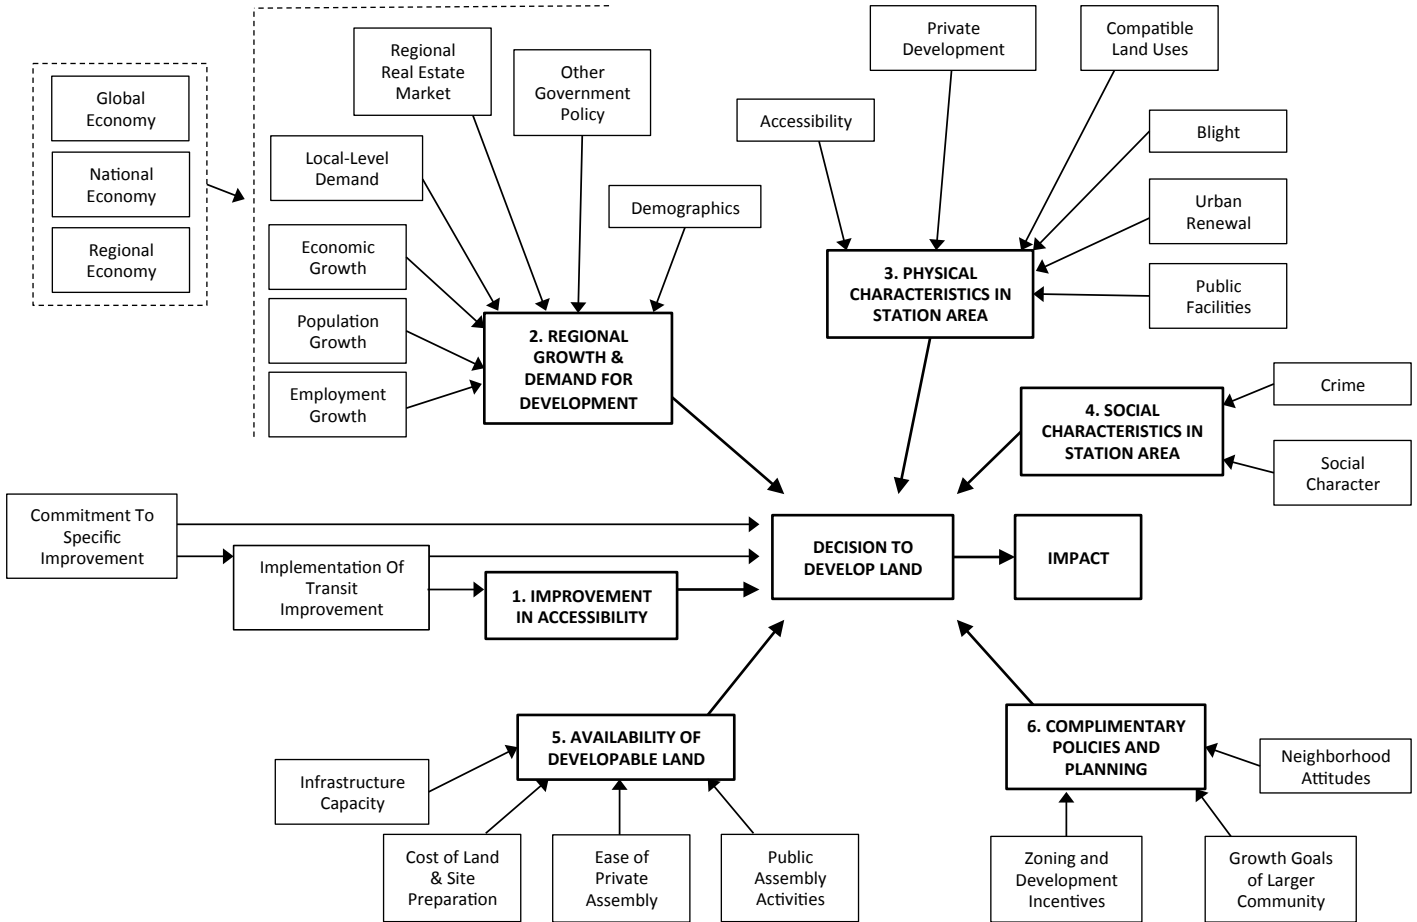 Global
Economy
National
Economy
Regional
Economy
Regional
Real Estate
Market
Other
Government
Policy
Local-Level
Demand
Demographics
Economic
Growth
Population
Growth
Employment
Growth
2. REGIONAL
GROWTH &
DEMAND FOR
DEVELOPMENT
Private
Development
Compatible
Land Uses
Accessibility
Blight
Urban
Renewal
Public
Facilities
3. PHYSICAL
CHARACTERISTICS IN
STATION AREA
Crime
4. SOCIAL
CHARACTERISTICS IN
STATION AREA
Social
Character
Commitment To
Specific
Improvement
Implementation Of
Transit
Improvement
1. IMPROVEMENT
IN ACCESSIBILITY
DECISION TO
DEVELOP LAND
IMPACT
5. AVAILABILITY OF
DEVELOPABLE LAND
Infrastructure
Capacity
Cost of Land
& Site
Preparation
Ease of
Private
Assembly
Public
Assembly
Activities
6. COMPLIMENTARY
POLICIES AND
PLANNING
Neighborhood
Attitudes
Zoning and
Development
Incentives
Growth Goals
of Larger
Community